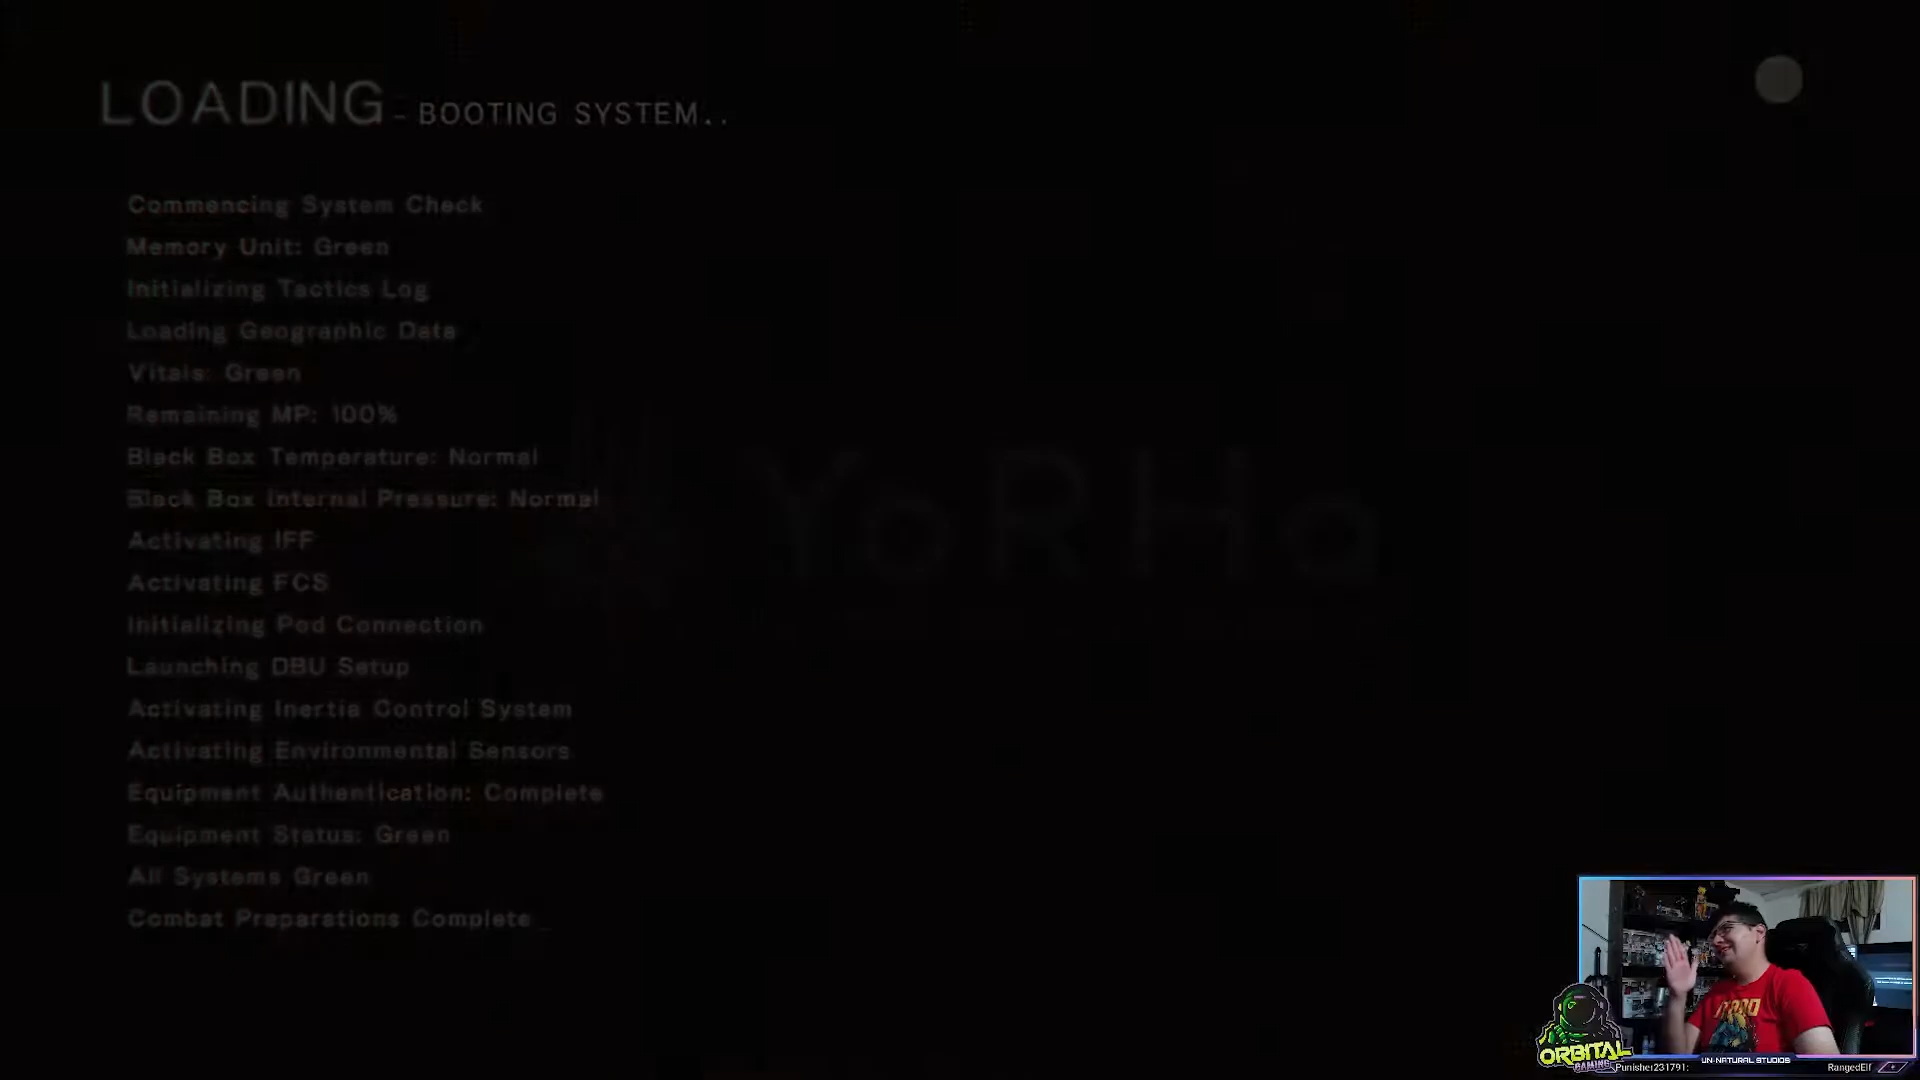 LOADING - BOOTING SYSTEM..
Commencing System Check
Memory Unit: Green
Initializing Tactics Log
Loading Geographic Data
Vitals: Green
Remaining MP: 100%
Black Box Temperature: Normal
Black Box Internal Pressure: Normal
Activating IFF
Activating FCS
Initializing Pod Connection
Launching DBU Setup
Activating Inertia Control System
Activating Environmental Sensors
Equipment Authentication: Complete
Equipment Status: Green
All Systems Green
Combat Preparations Complete _
YoRHa
ORBITAL
GAMING
UN-NATURAL STUDIOS
Punisher231791:
RangedElf